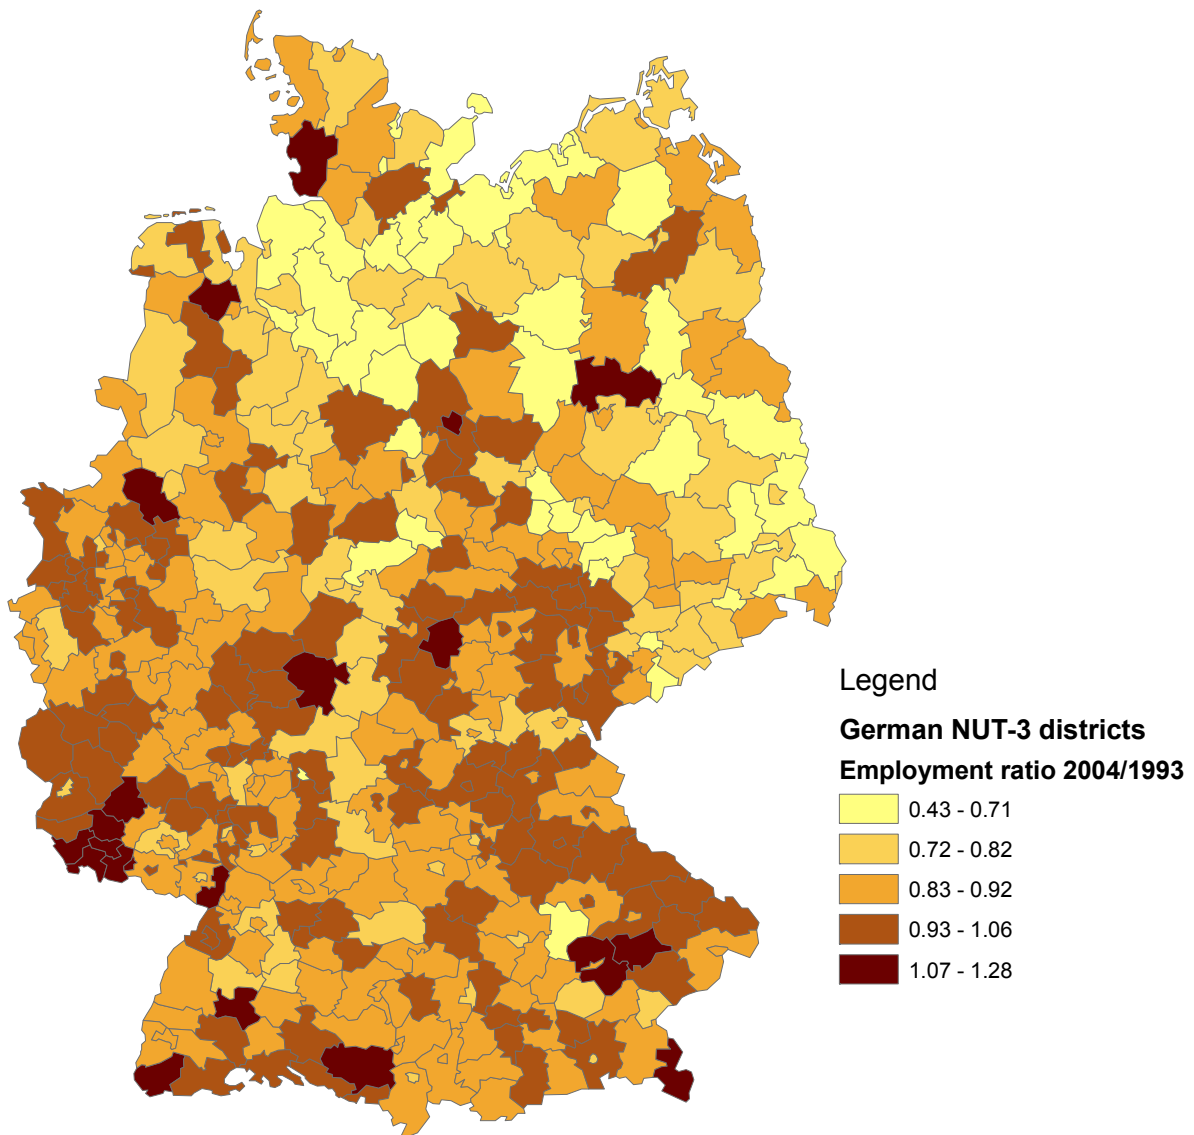 Legend
German NUT-3 districts
Employment ratio 2004/1993
0.43 - 0.71
0.72 - 0.82
0.83 - 0.92
0.93 - 1.06
1.07 - 1.28